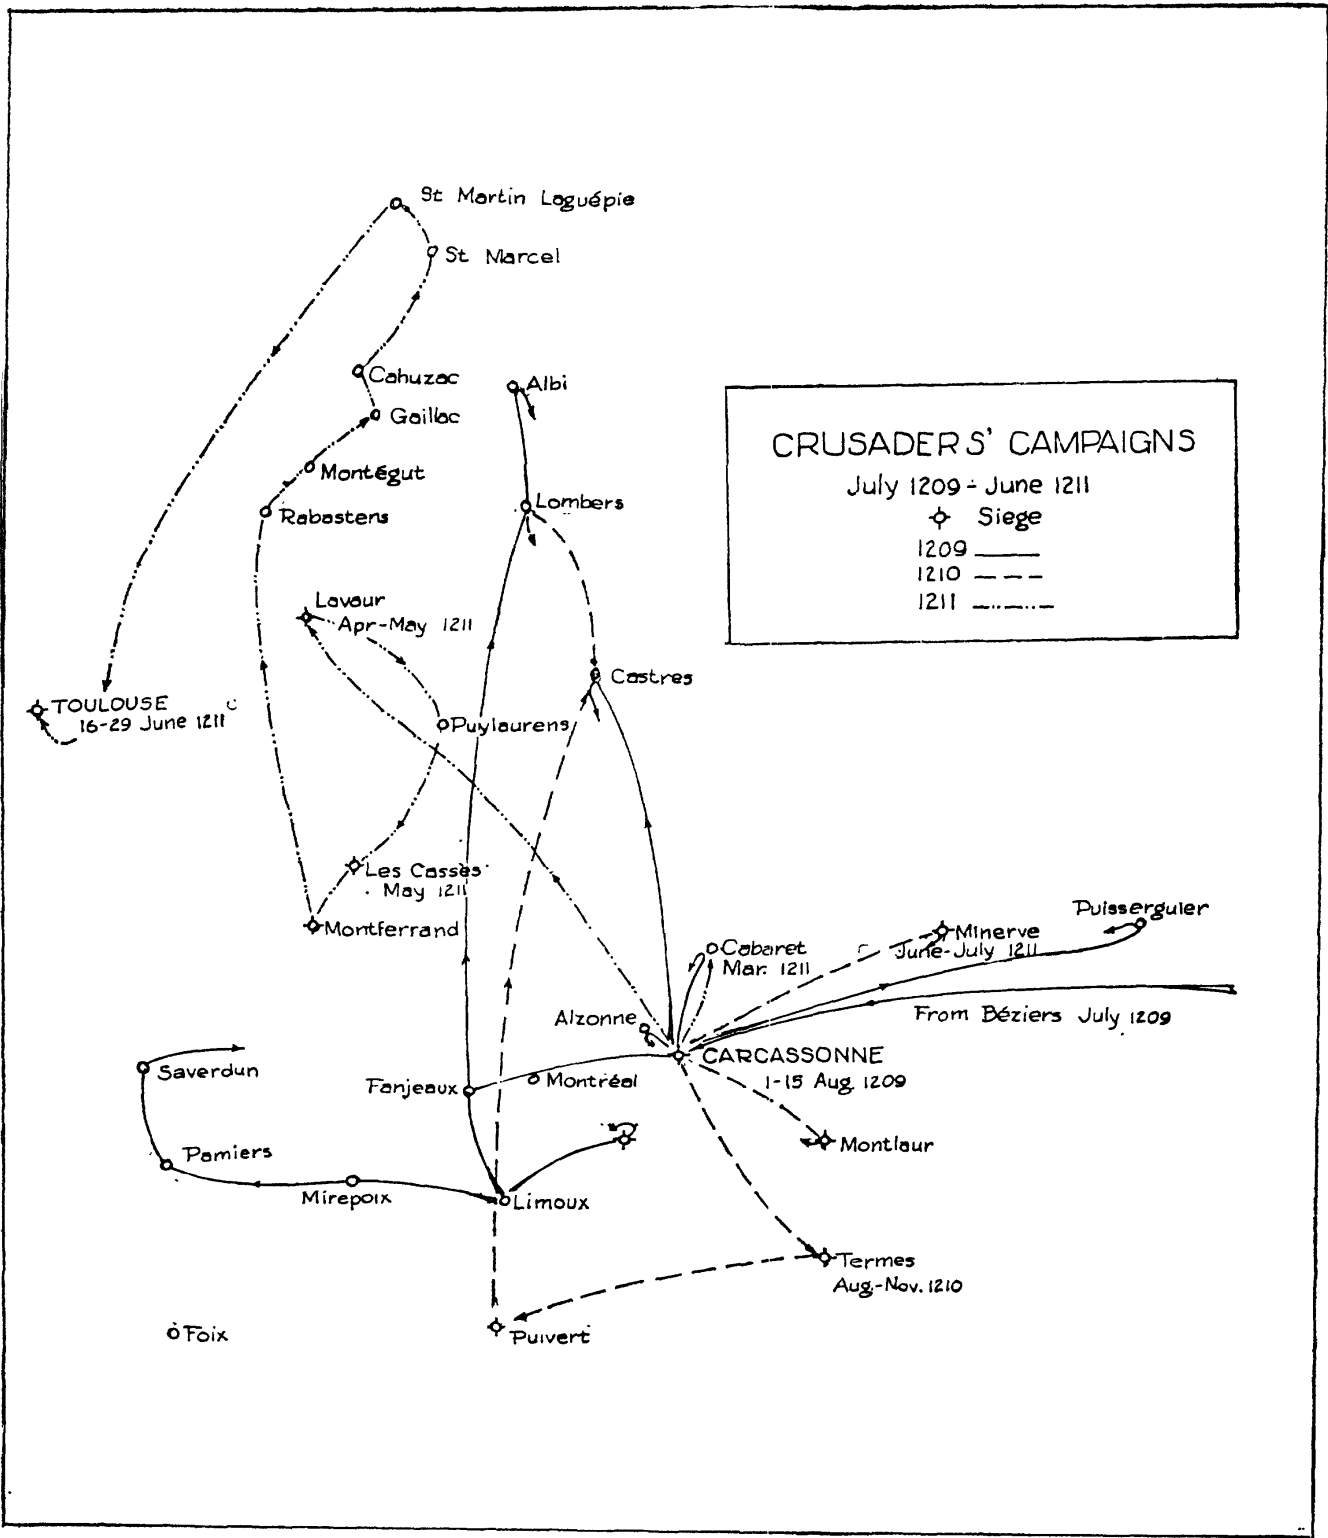 St Martin Laguépie
St Marcel
Cahuzac
Albi
Gaillac
CRUSADERS' CAMPAIGNS
July 1209 - June 1211
Siege
1209
1210
1211
Montégut
Lombers
Rabastens
Lavaur
Apr-May 1211
Castres
TOULOUSE
16-29 June 1211
Puylaurens
Les Cassès
May 1211
Montferrand
Puisserguier
Minerve
June-July 1211
Cabaret
Mar. 1211
Alzonne
From Béziers July 1209
CARCASSONNE
1-15 Aug. 1209
Saverdun
Fanjeaux
Montréal
Montlaur
Pamiers
Mirepoix
Limoux
Termes
Aug.-Nov. 1210
Foix
Puivert